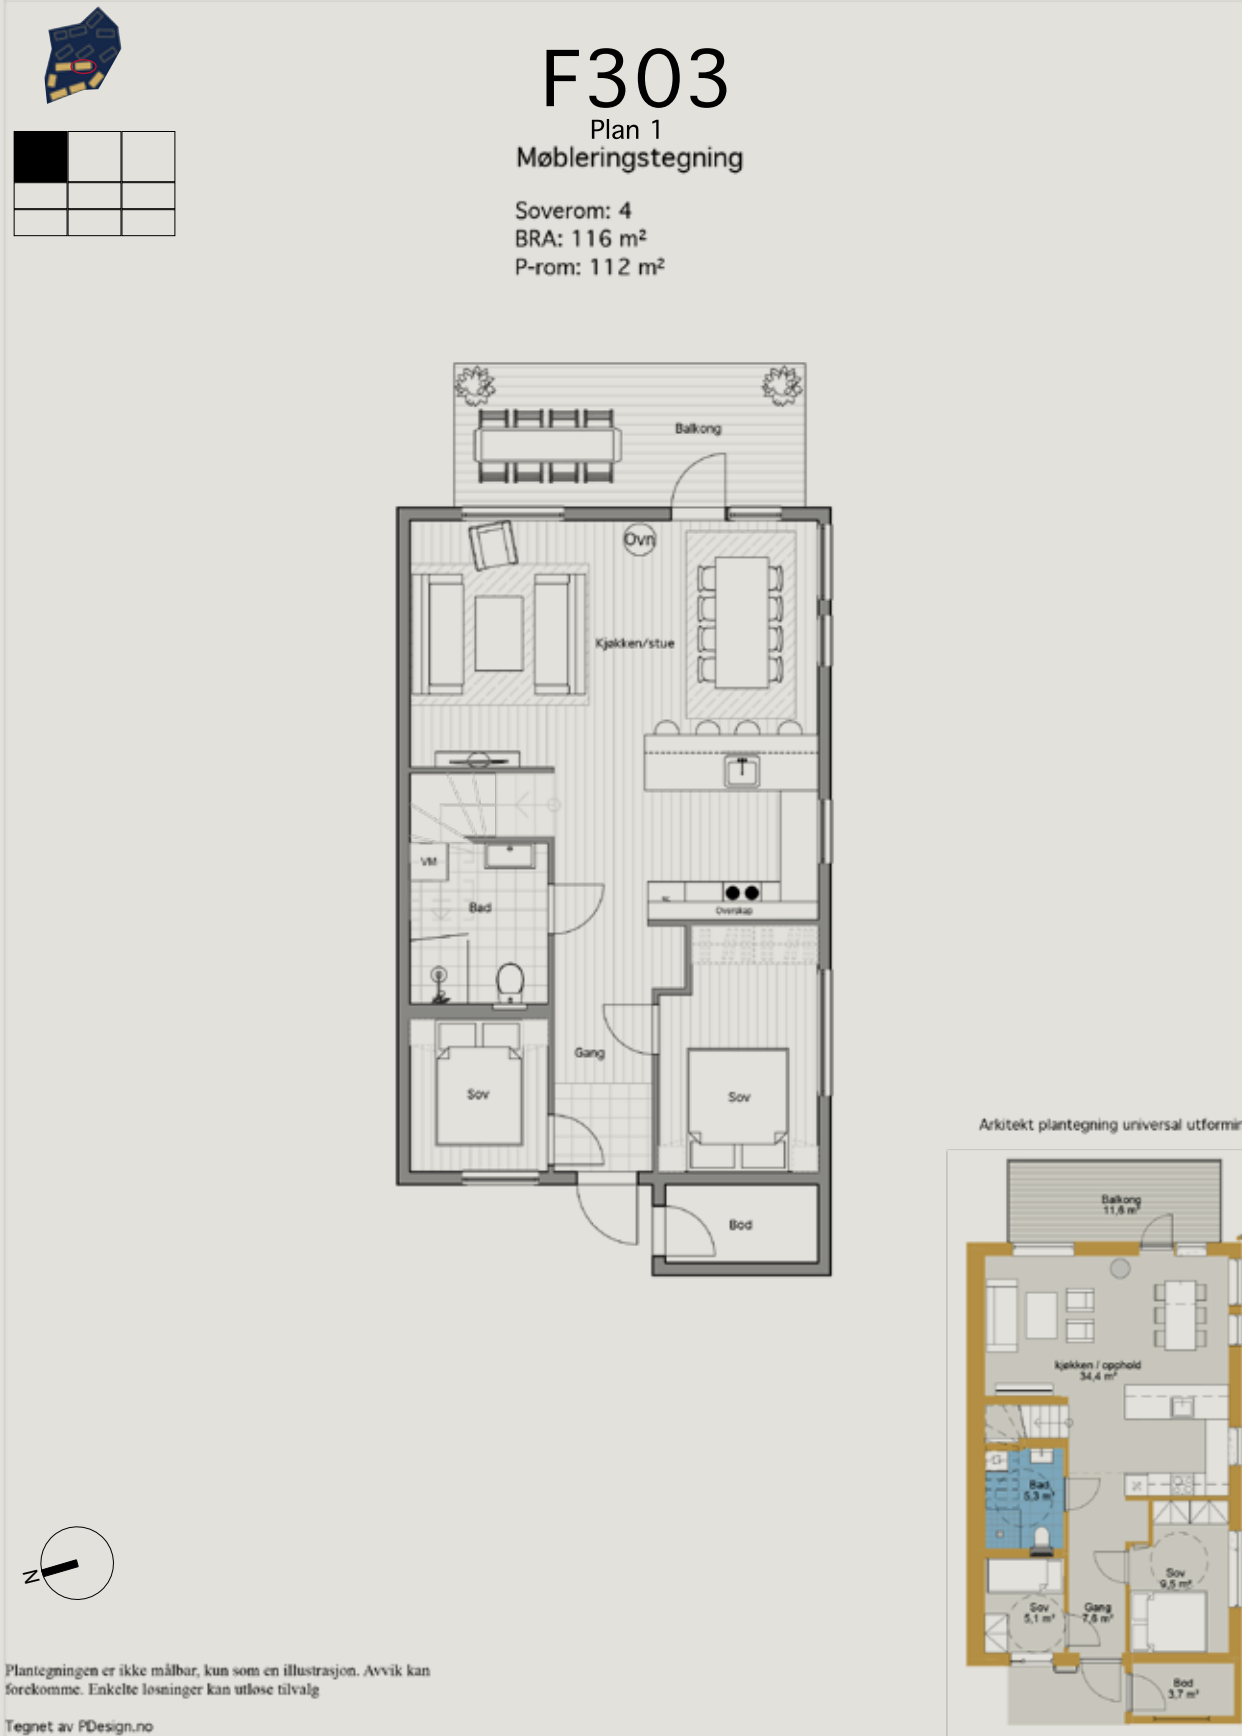 F303
Plan 1
Møbleringstegning
Soverom: 4
BRA: 116 m²
P-rom: 112 m²
Balkong
Ovn
Kjøkken/stue
VM
Bad
Overskap
Gang
Sov
Sov
Bod
Arkitekt plantegning universal utformin
Balkong
11,6 m²
kjøkken / opphold
34,4 m²
Bad
5,3 m²
Sov
9,5 m²
Sov
5,1 m²
Gang
7,6 m²
Bod
3,7 m²
N
Plantegningen er ikke målbar, kun som en illustrasjon. Avvik kan
forekomme. Enkelte løsninger kan utløse tilvalg
Tegnet av PDesign.no